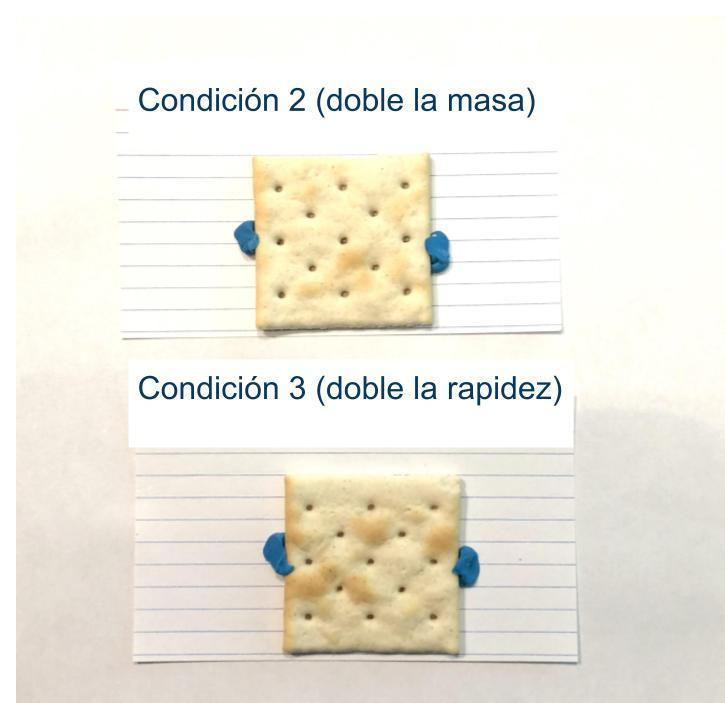 Condición 2 (doble la masa)
Condición 3 (doble la rapidez)